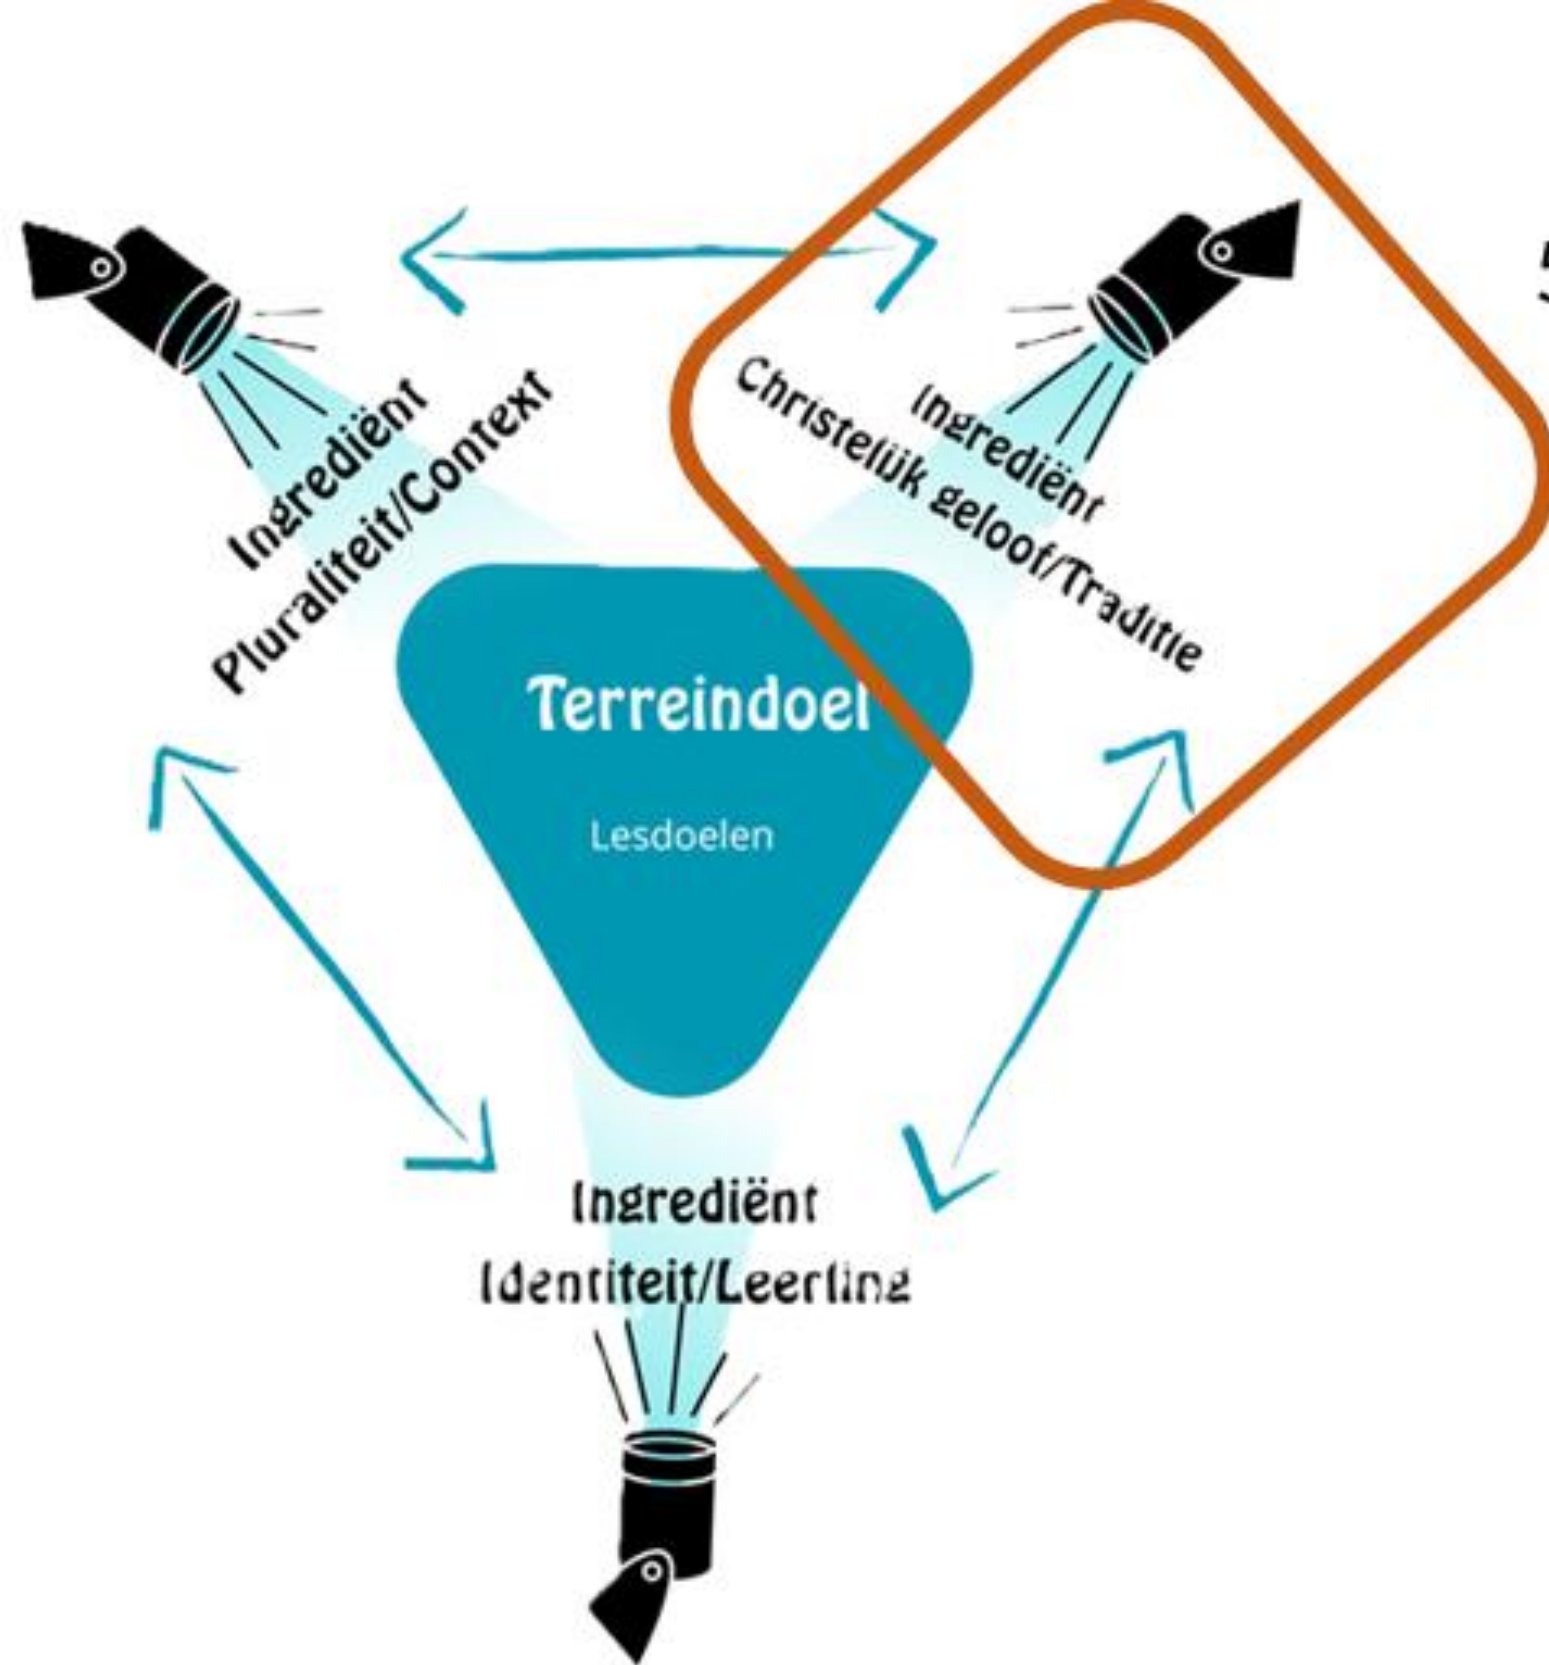 Ingrediënt
Pluraliteit/Context
Ingrediënt
Christelijk geloof/Traditie
Terreindoel
Lesdoelen
Ingrediënt
Identiteit/Leerling